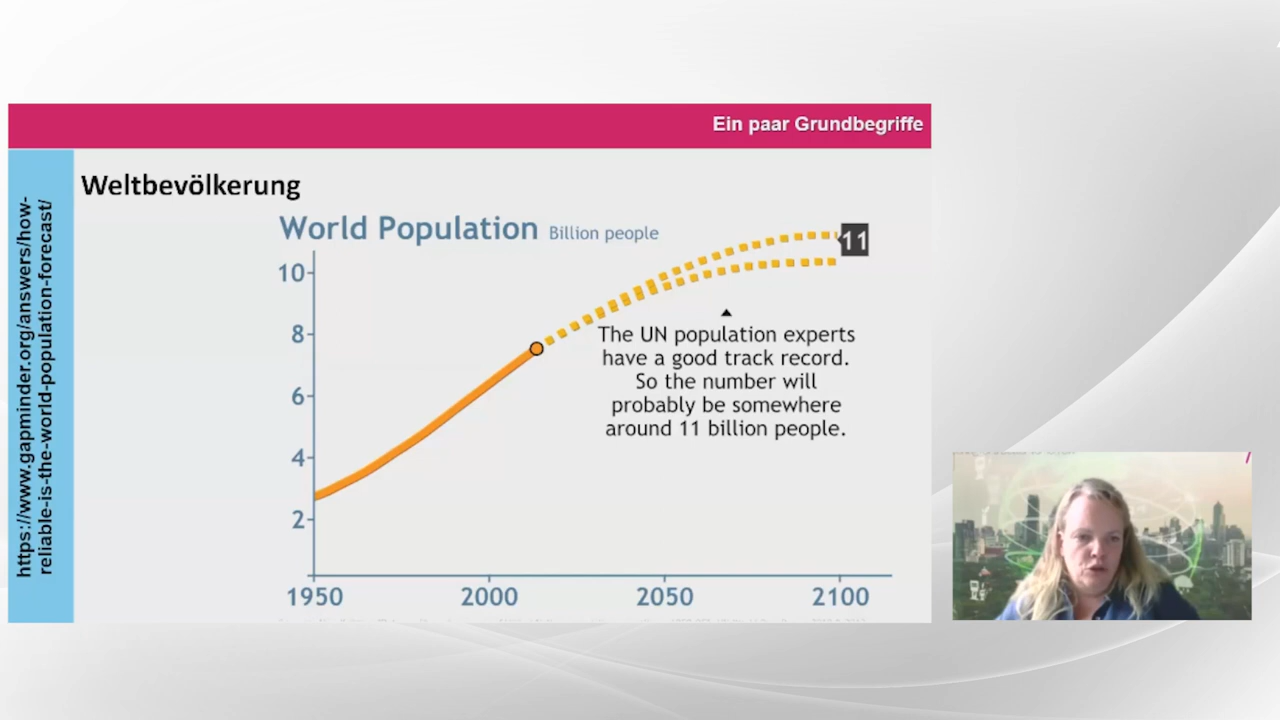 Ein paar Grundbegriffe
https://www.gapminder.org/answers/how-
reliable-is-the-world-population-forecast/
Weltbevölkerung
World Population Billion people
11
10
8
6
4
2
The UN population experts
have a good track record.
So the number will
probably be somewhere
around 11 billion people.
1950 2000 2050 2100